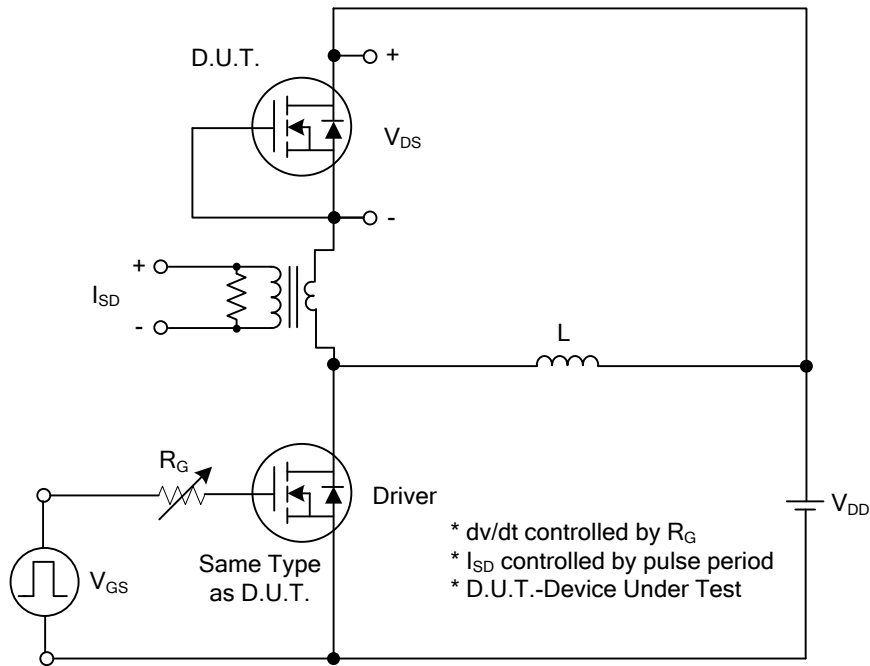 D.U.T.
+
VDS
-
+
ISD
-
L
RG
Driver
VDD
VGS
Same Type
as D.U.T.
* dv/dt controlled by RG
* ISD controlled by pulse period
* D.U.T.-Device Under Test